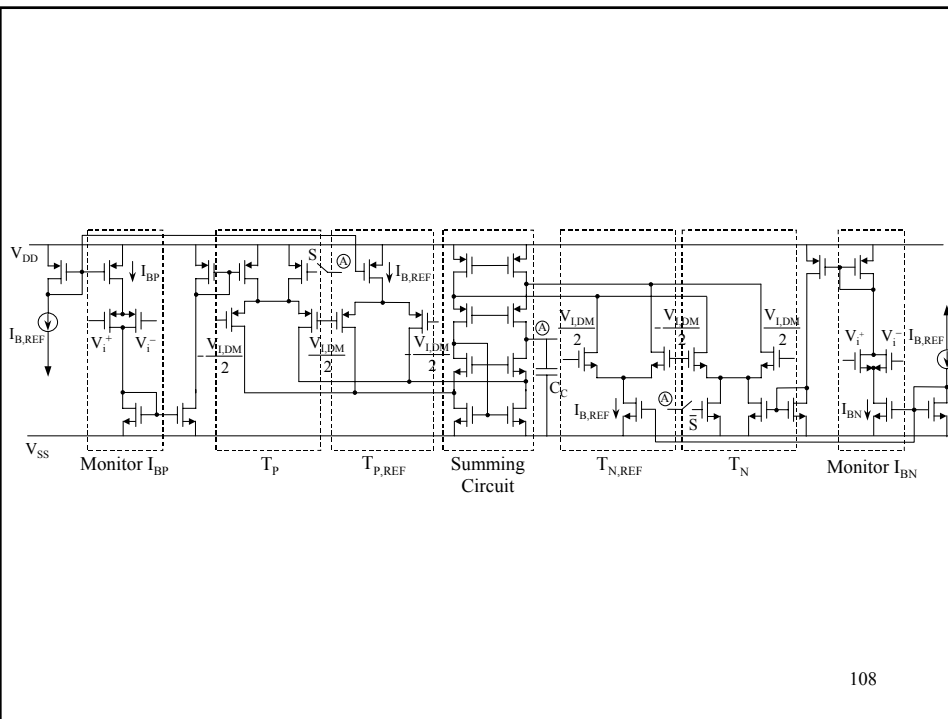 V_DD
I_BP
S
Ⓐ
I_B,REF
I_B,REF
V_i^+
V_i^-
-V_I,DM
2
V_I,DM
2
-V_I,DM
2
Ⓐ
C_C
V_I,DM
2
-V_I,DM
2
V_I,DM
2
I_B,REF
Ⓐ
S̅
V_i^+
V_i^-
I_B,REF
I_BN
V_SS
Monitor I_BP
T_P
T_P,REF
Summing
Circuit
T_N,REF
T_N
Monitor I_BN
108